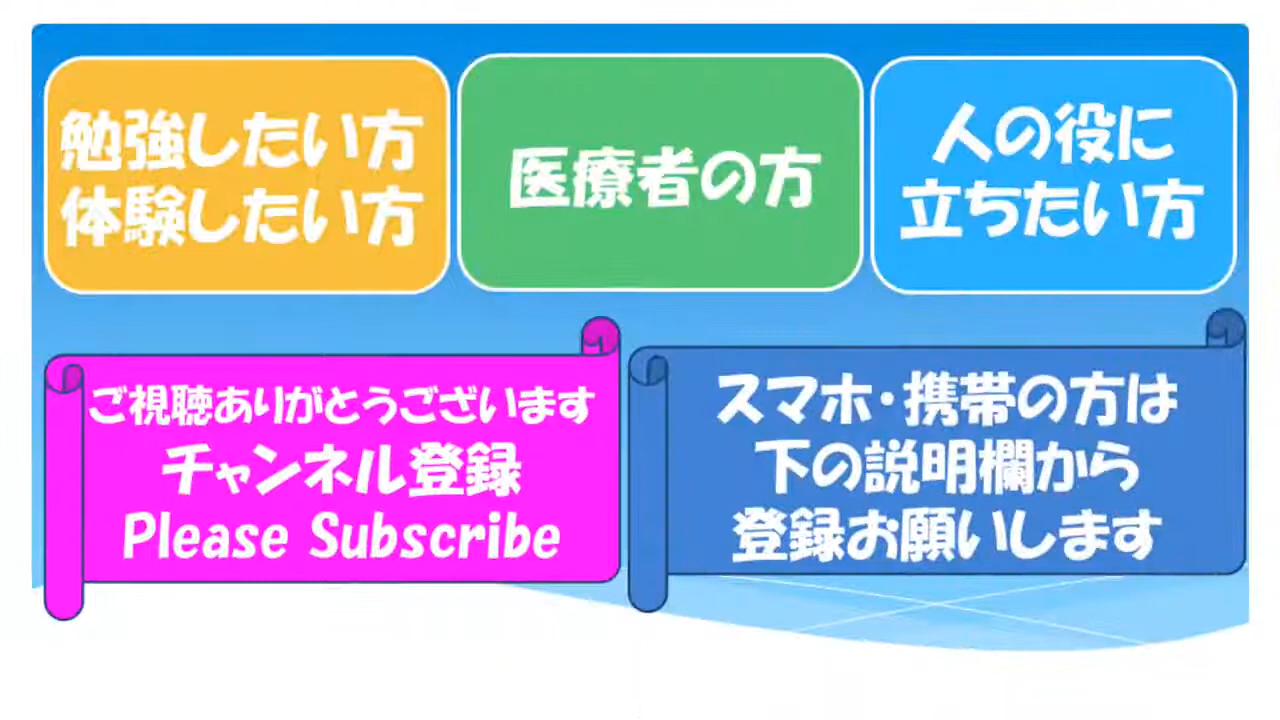 勉強したい方
体験したい方
医療者の方
人の役に
立ちたい方
ご視聴ありがとうございます
チャンネル登録
Please Subscribe
スマホ・携帯の方は
下の説明欄から
登録お願いします